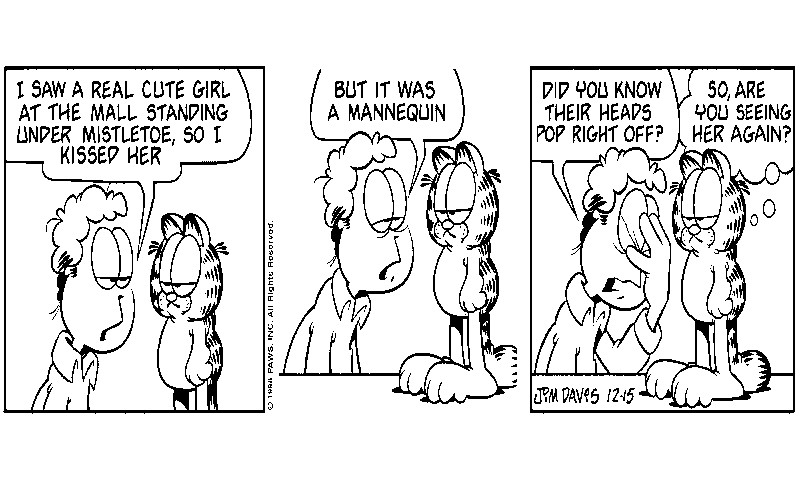 I SAW A REAL CUTE GIRL
AT THE MALL STANDING
UNDER MISTLETOE, SO I
KISSED HER
BUT IT WAS
A MANNEQUIN
DID YOU KNOW
THEIR HEADS
POP RIGHT OFF?
SO, ARE
YOU SEEING
HER AGAIN?
JIM DAVIS 12-15
PAWS, INC. All Rights Reserved.